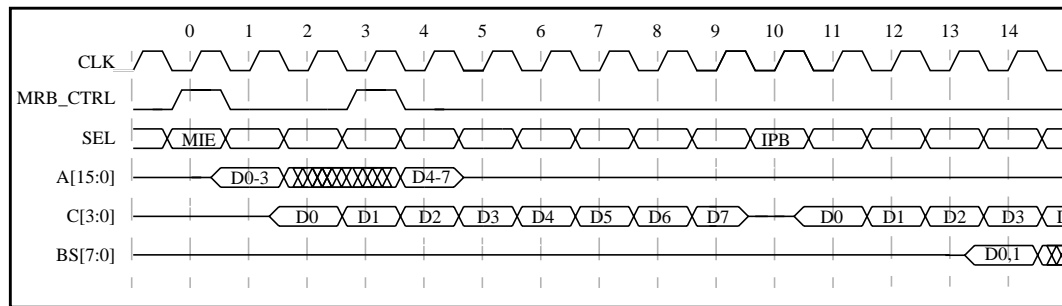 0 1 2 3 4 5 6 7 8 9 10 11 12 13 14
CLK
MRB_CTRL
SEL MIE IPB
A[15:0] D0-3 D4-7
C[3:0] D0 D1 D2 D3 D4 D5 D6 D7 D0 D1 D2 D3
BS[7:0] D0,1